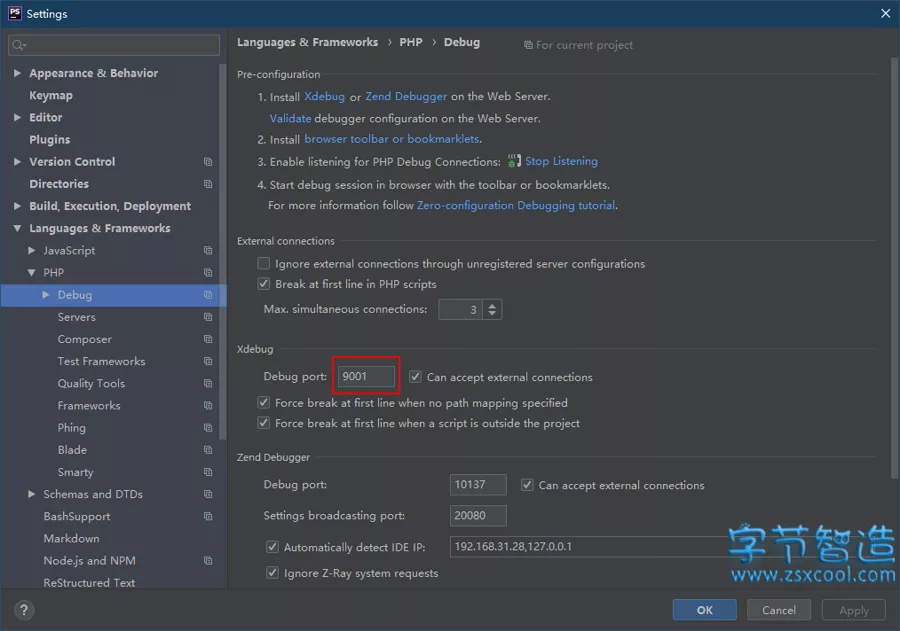 PS Settings
Appearance & Behavior
Keymap
Editor
Plugins
Version Control
Directories
Build, Execution, Deployment
Languages & Frameworks
JavaScript
PHP
Debug
Servers
Composer
Test Frameworks
Quality Tools
Frameworks
Phing
Blade
Smarty
Schemas and DTDs
BashSupport
Markdown
Node.js and NPM
ReStructured Text
Languages & Frameworks › PHP › Debug For current project
Pre-configuration
1. Install Xdebug or Zend Debugger on the Web Server.
Validate debugger configuration on the Web Server.
2. Install browser toolbar or bookmarklets.
3. Enable listening for PHP Debug Connections: Stop Listening
4. Start debug session in browser with the toolbar or bookmarklets.
For more information follow Zero-configuration Debugging tutorial.
External connections
Ignore external connections through unregistered server configurations
Break at first line in PHP scripts
Max. simultaneous connections: 3
Xdebug
Debug port: 9001 Can accept external connections
Force break at first line when no path mapping specified
Force break at first line when a script is outside the project
Zend Debugger
Debug port: 10137 Can accept external connections
Settings broadcasting port: 20080
Automatically detect IDE IP: 192.168.31.28,127.0.0.1
Ignore Z-Ray system requests
字节智造
www.zsxcool.com
? OK Cancel Apply